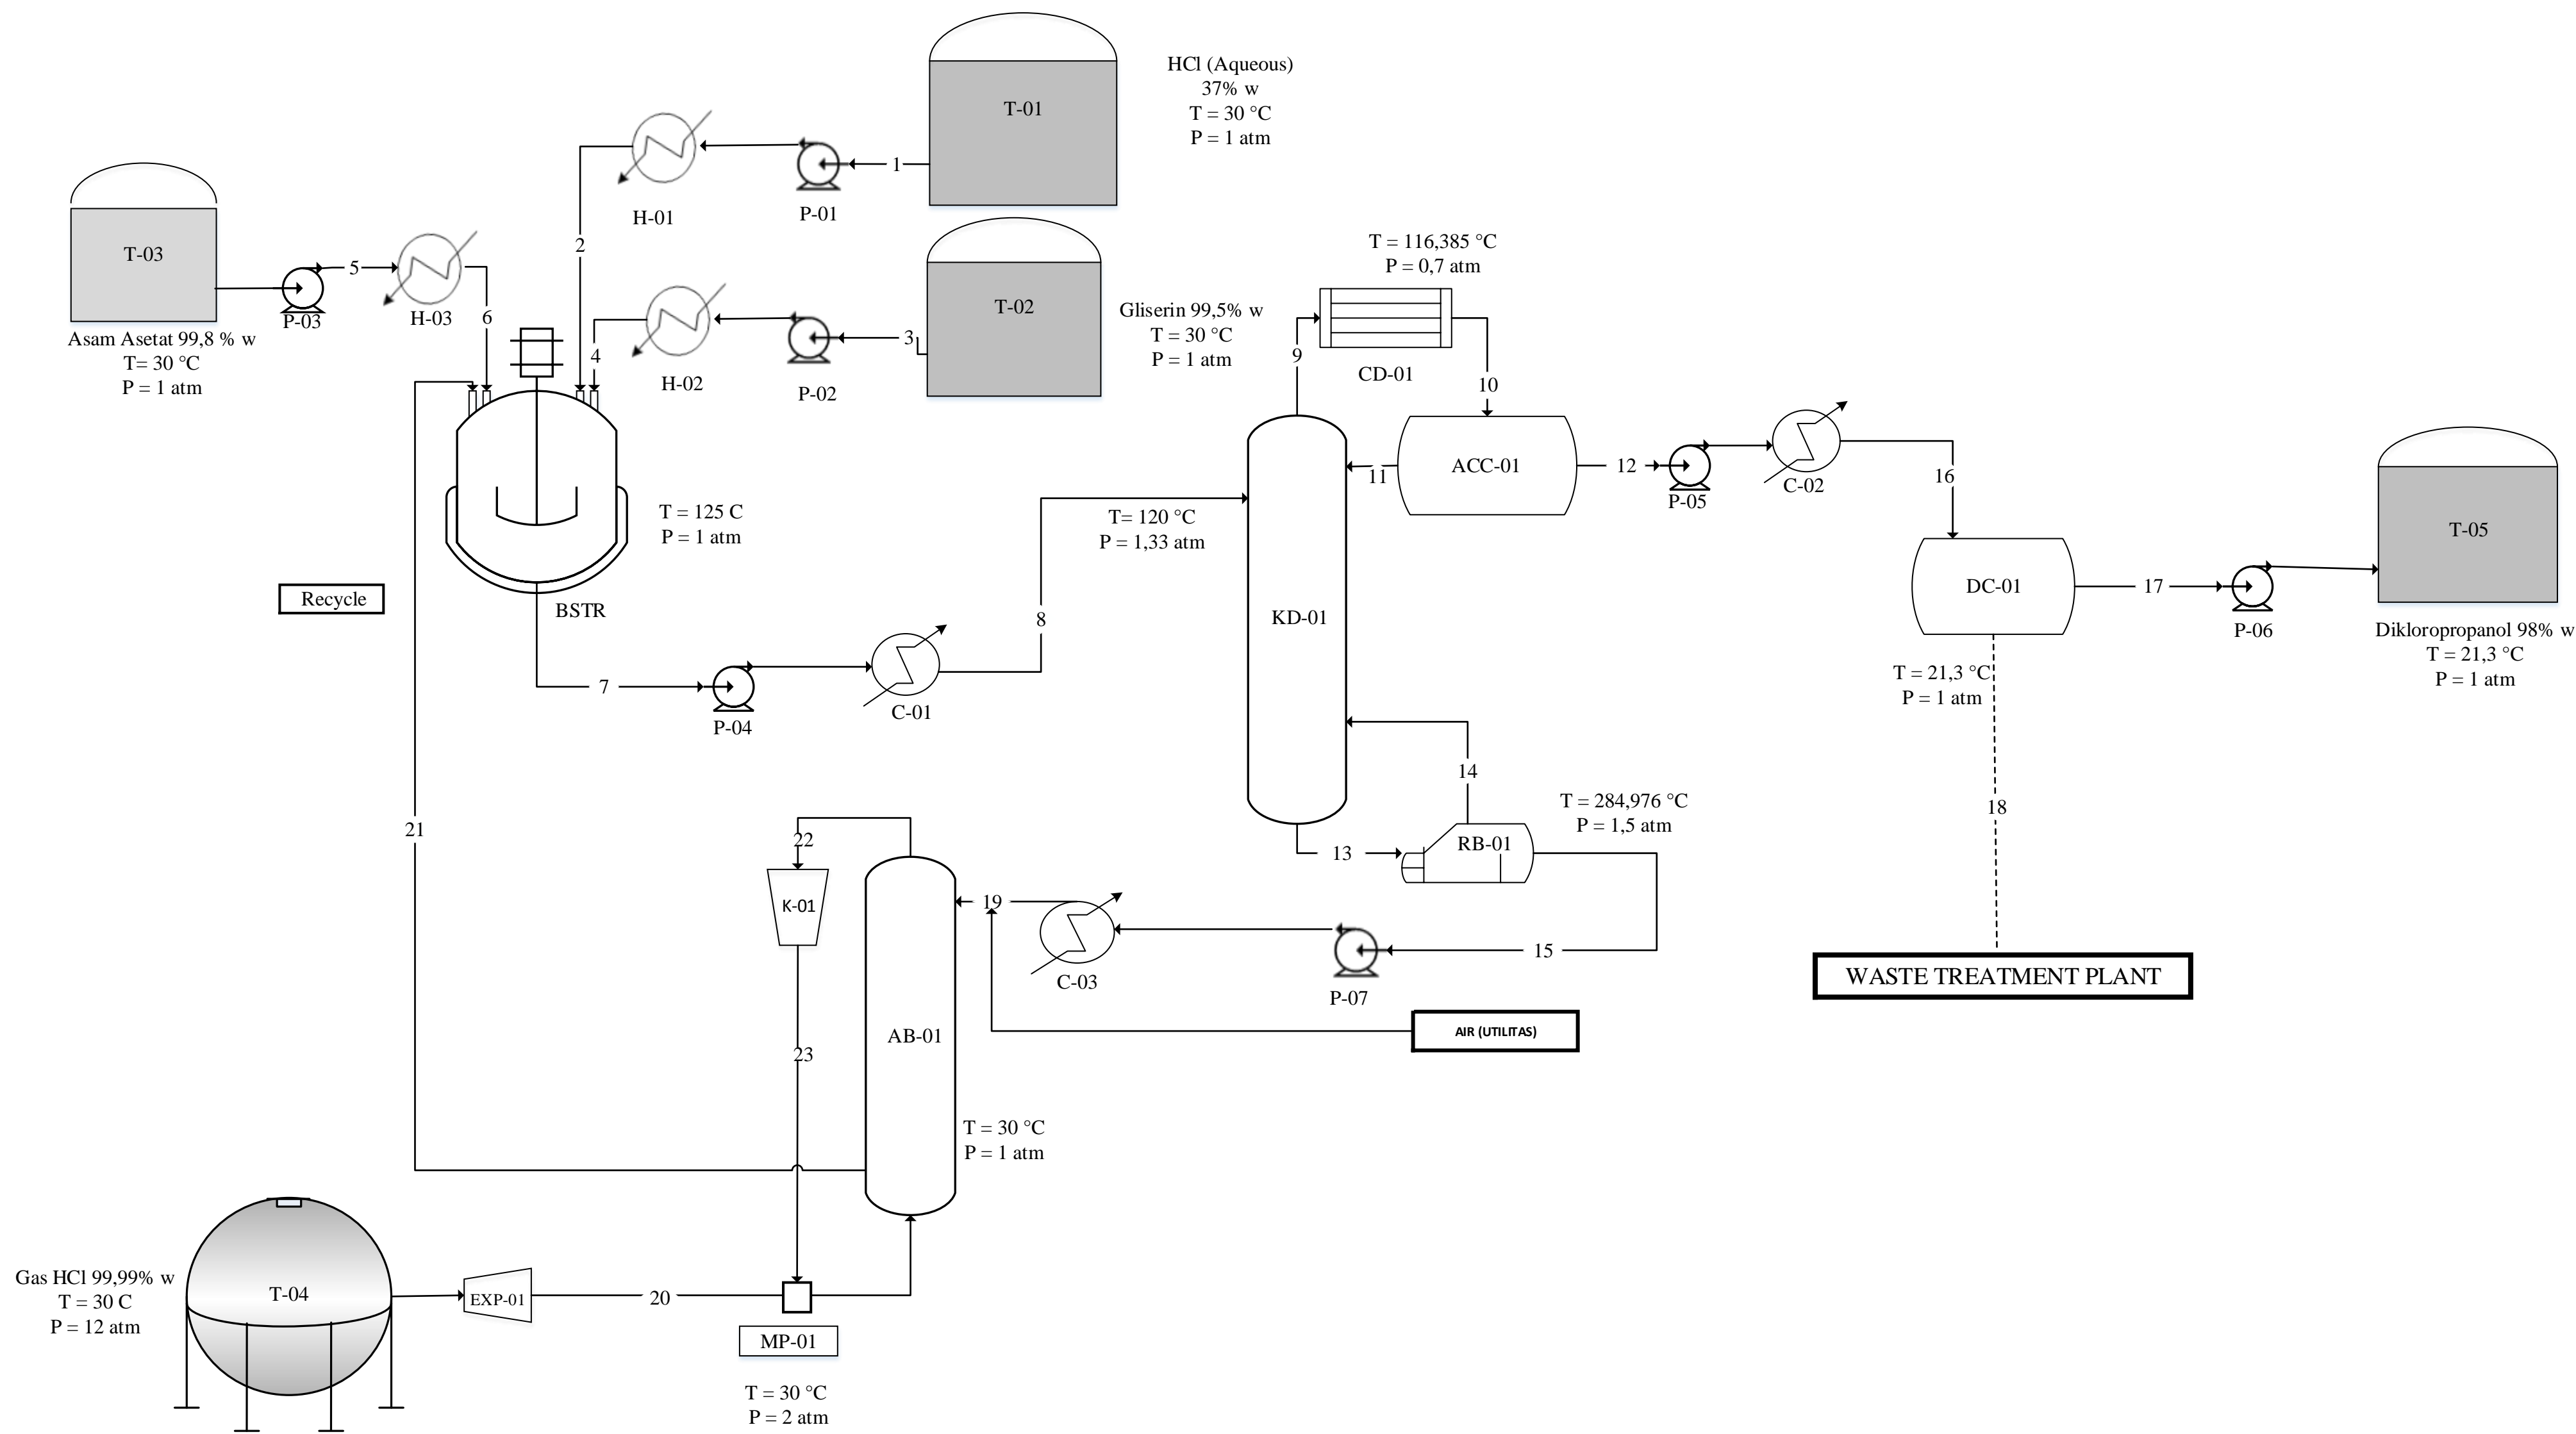 T-01
HCl (Aqueous)
37% w
T = 30 °C
P = 1 atm
1
P-01
H-01
2
T-03
Asam Asetat 99,8 % w
T= 30 °C
P = 1 atm
P-03
5
H-03
6
T-02
Gliserin 99,5% w
T = 30 °C
P = 1 atm
3
P-02
H-02
4
T = 125 C
P = 1 atm
BSTR
Recycle
7
P-04
C-01
8
T= 120 °C
P = 1,33 atm
KD-01
9
T = 116,385 °C
P = 0,7 atm
CD-01
10
ACC-01
11
12
P-05
C-02
16
DC-01
T = 21,3 °C
P = 1 atm
17
P-06
T-05
Dikloropropanol 98% w
T = 21,3 °C
P = 1 atm
18
WASTE TREATMENT PLANT
13
14
RB-01
T = 284,976 °C
P = 1,5 atm
15
P-07
C-03
19
AIR (UTILITAS)
21
22
K-01
23
AB-01
T = 30 °C
P = 1 atm
Gas HCl 99,99% w
T = 30 C
P = 12 atm
T-04
EXP-01
20
MP-01
T = 30 °C
P = 2 atm